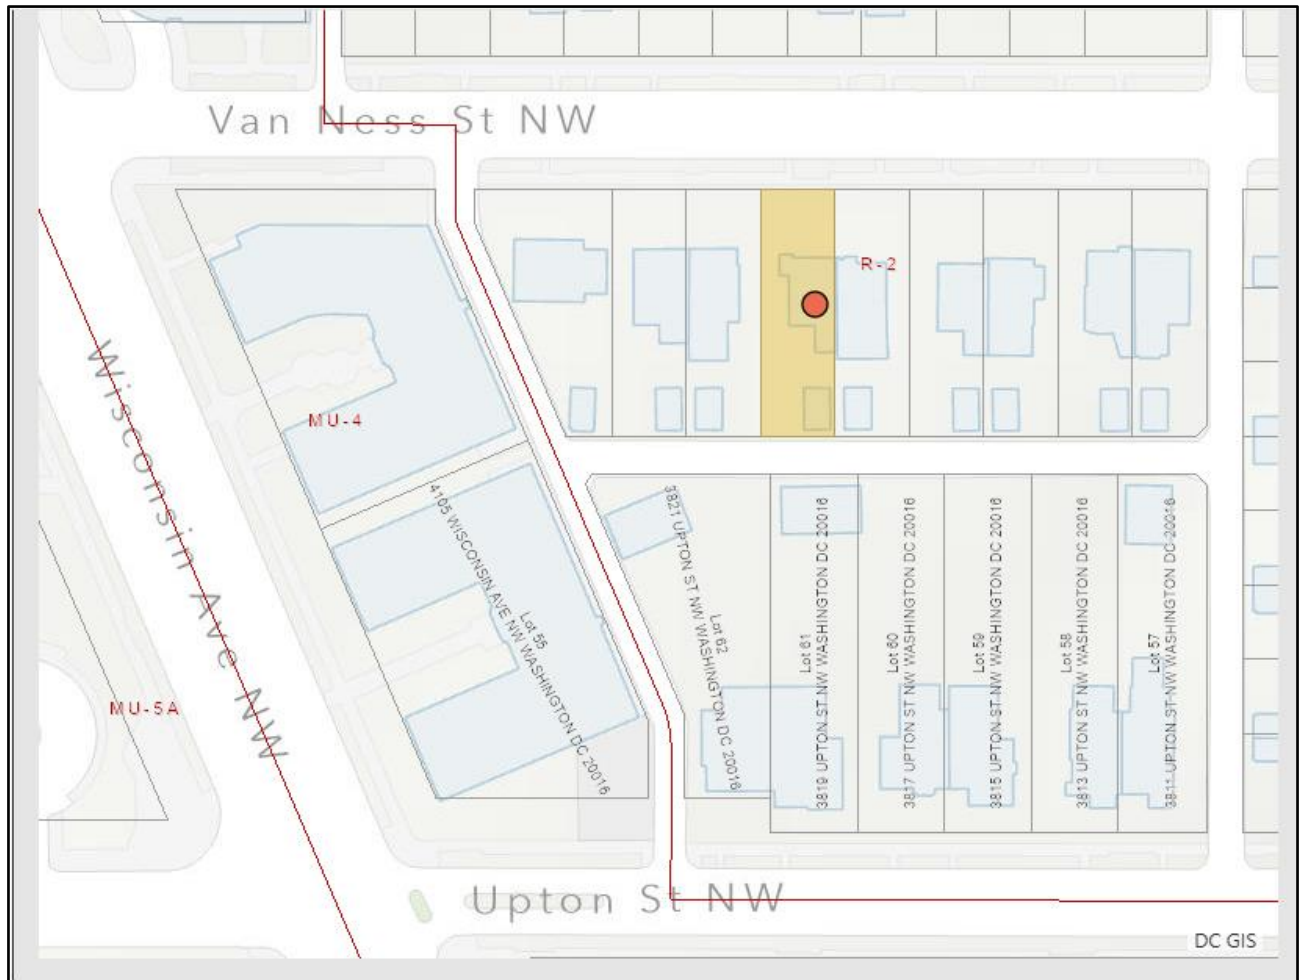 Van Ness St NW
R-2
MU-4
Wisconsin Ave NW
MU-5A
Lot 56
4105 WISCONSIN AVE NW WASHINGTON DC 20016
Lot 62
3821 UPTON ST NW WASHINGTON DC 20016
Lot 61
3819 UPTON ST NW WASHINGTON DC 20016
Lot 60
3817 UPTON ST NW WASHINGTON DC 20016
Lot 59
3815 UPTON ST NW WASHINGTON DC 20016
Lot 58
3813 UPTON ST NW WASHINGTON DC 20016
Lot 57
3811 UPTON ST NW WASHINGTON DC 20016
Upton St NW
DC GIS